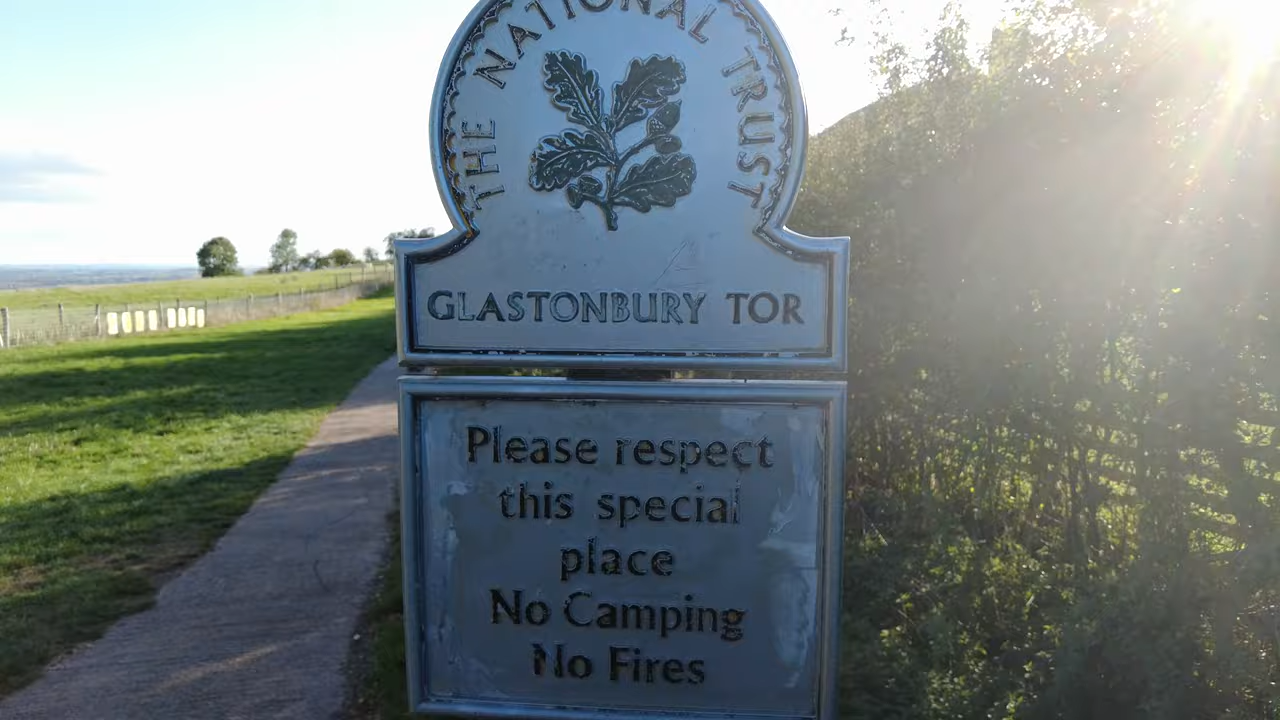 THE NATIONAL TRUST
GLASTONBURY TOR
Please respect
this special
place
No Camping
No Fires